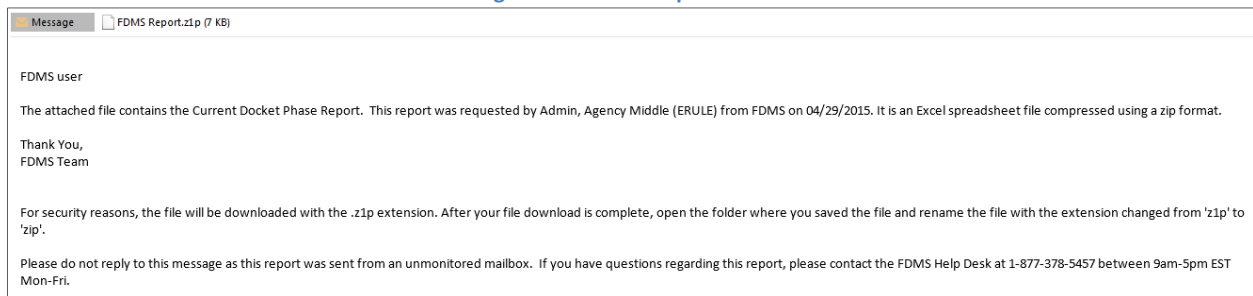 Message FDMS Report.z1p (7 KB)
FDMS user
The attached file contains the Current Docket Phase Report.  This report was requested by Admin, Agency Middle (ERULE) from FDMS on 04/29/2015. It is an Excel spreadsheet file compressed using a zip format.
Thank You,
FDMS Team
For security reasons, the file will be downloaded with the .z1p extension. After your file download is complete, open the folder where you saved the file and rename the file with the extension changed from 'z1p' to
'zip'.
Please do not reply to this message as this report was sent from an unmonitored mailbox.  If you have questions regarding this report, please contact the FDMS Help Desk at 1-877-378-5457 between 9am-5pm EST
Mon-Fri.